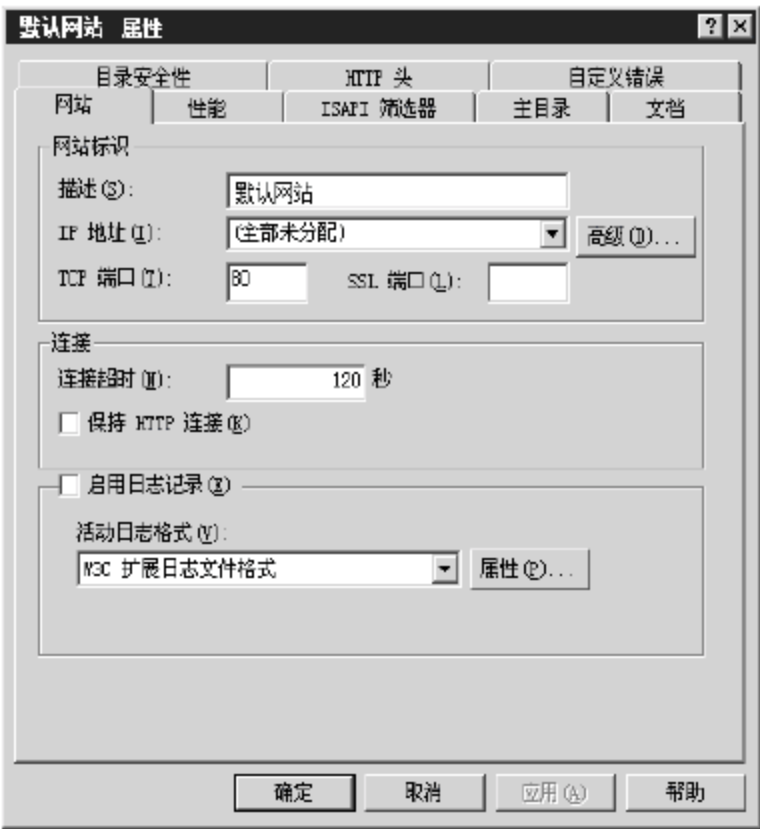 默认网站 属性
目录安全性 HTTP 头 自定义错误
网站 性能 ISAPI 筛选器 主目录 文档
网站标识
描述(S): 默认网站
IP 地址(I): (全部未分配) 高级(D)...
TCP 端口(T): 80 SSL 端口(L):
连接
连接超时(N): 120 秒
保持 HTTP 连接(K)
启用日志记录(E)
活动日志格式(V):
W3C 扩展日志文件格式 属性(P)...
确定 取消 应用(A) 帮助